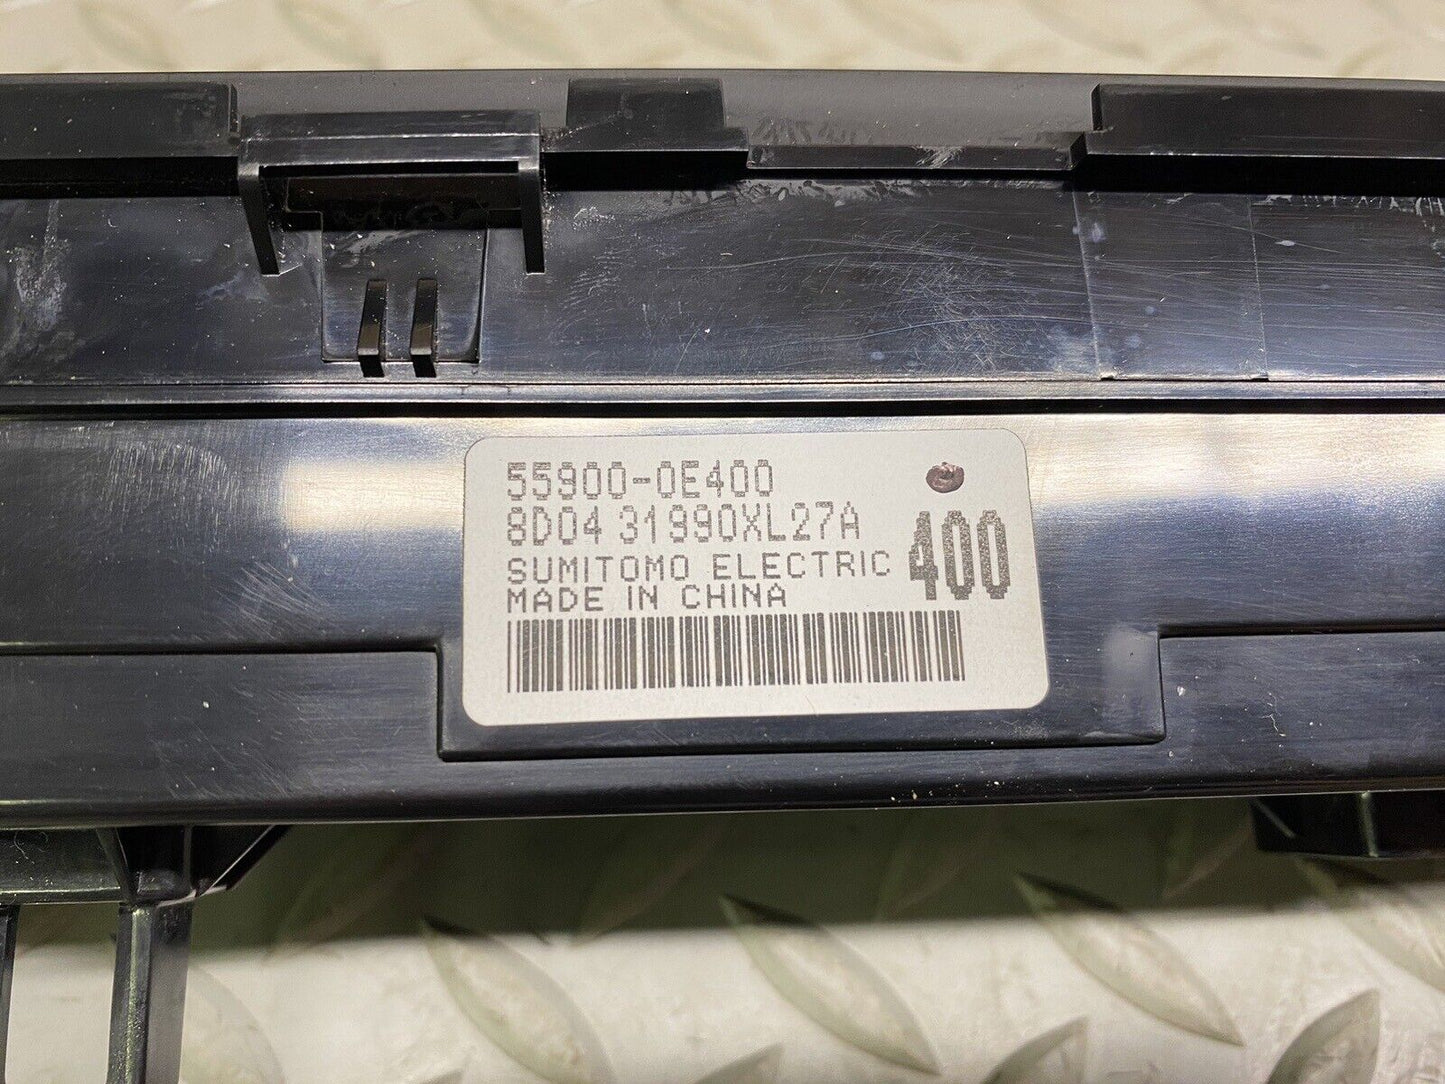 55900-0E400
8D04 31990XL27A
SUMITOMO ELECTRIC
MADE IN CHINA
400